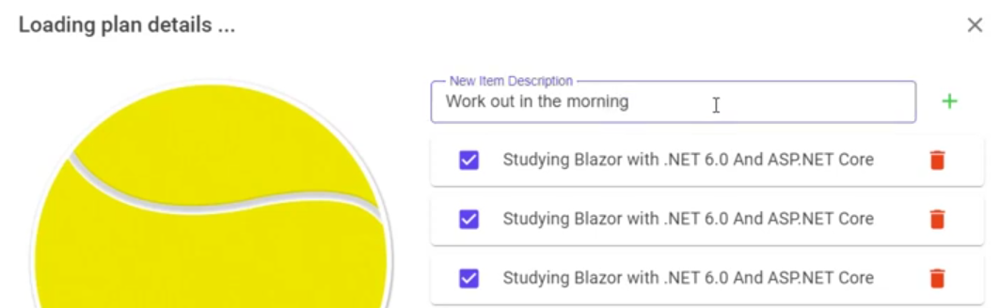 Loading plan details ...
New Item Description
Work out in the morning
Studying Blazor with .NET 6.0 And ASP.NET Core
Studying Blazor with .NET 6.0 And ASP.NET Core
Studying Blazor with .NET 6.0 And ASP.NET Core